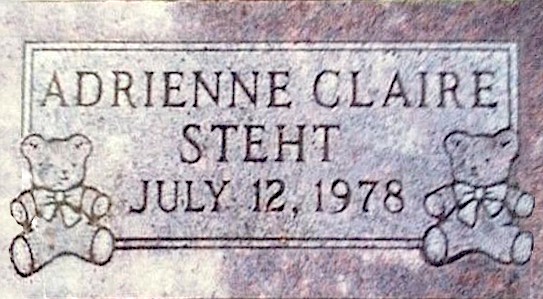 ADRIENNE CLAIRE
STEHT
JULY 12, 1978